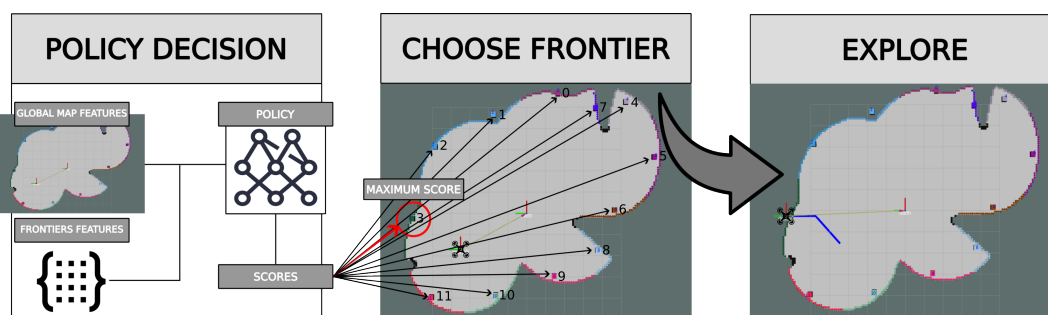 POLICY DECISION
GLOBAL MAP FEATURES
POLICY
FRONTIERS FEATURES
SCORES
CHOOSE FRONTIER
0
1
7
4
2
5
MAXIMUM SCORE
3
6
8
9
11
10
EXPLORE